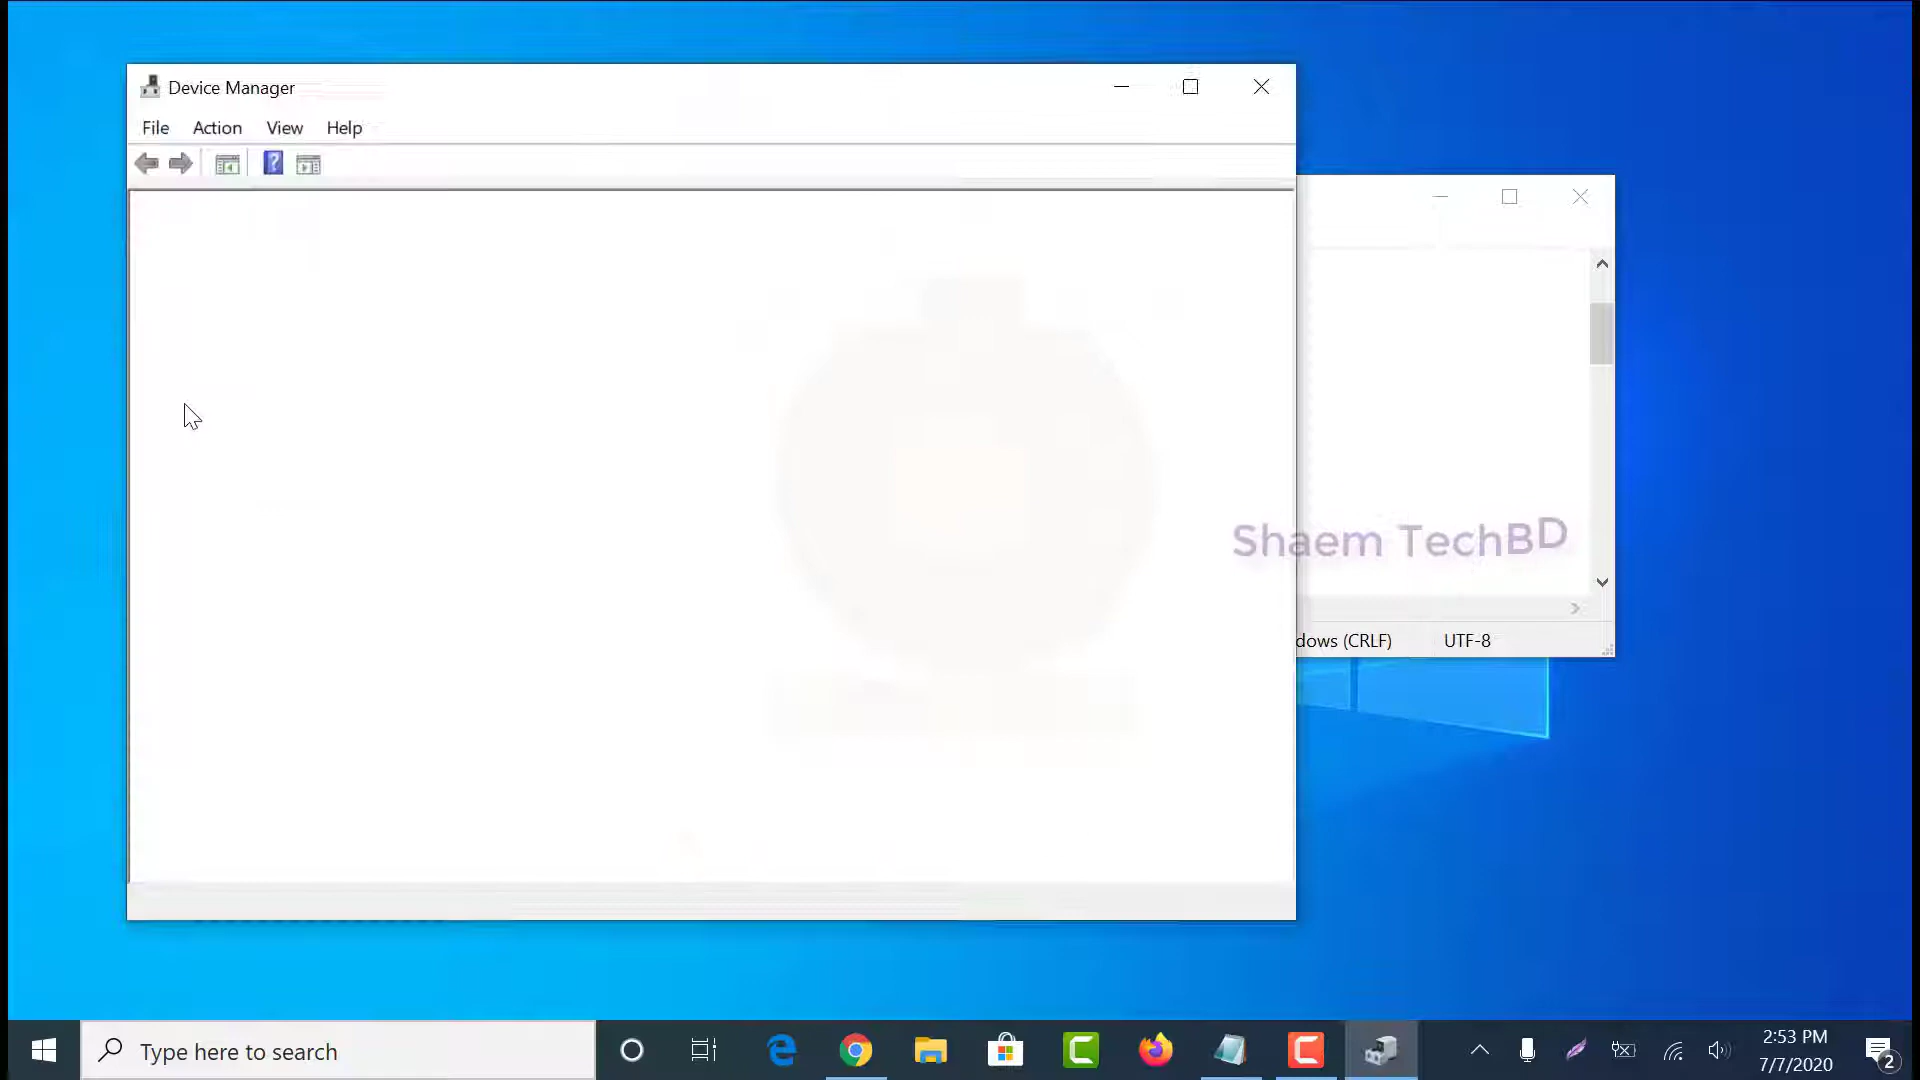 Device Manager
File Action View Help
Shaem TechBD
dows (CRLF) UTF-8
Type here to search
2:53 PM
7/7/2020
2